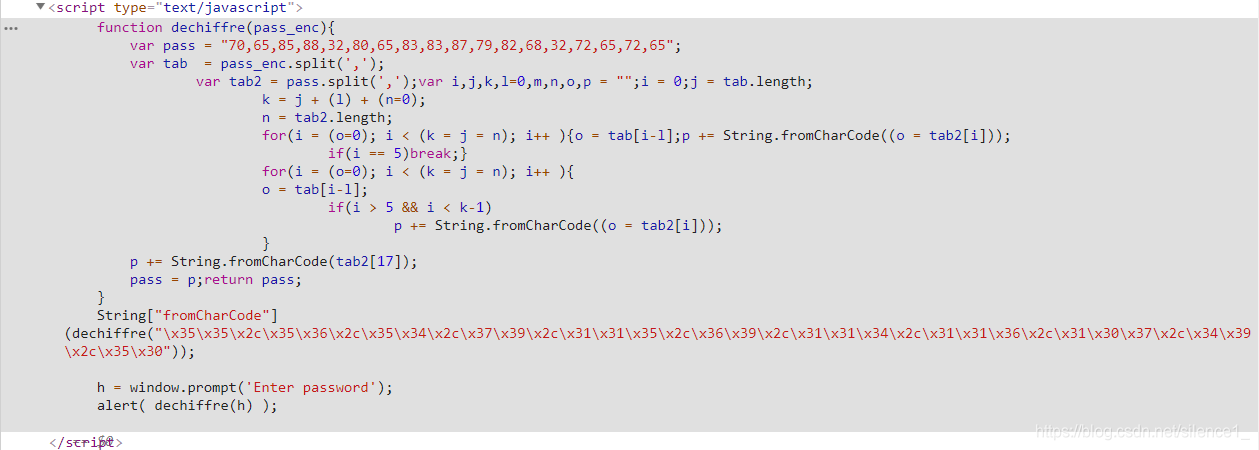 <script type="text/javascript">
function dechiffre(pass_enc){
var pass = "70,65,85,88,32,80,65,83,83,87,79,82,68,32,72,65,72,65";
var tab  = pass_enc.split(',');
var tab2 = pass.split(',');var i,j,k,l=0,m,n,o,p = "";i = 0;j = tab.length;
k = j + (l) + (n=0);
n = tab2.length;
for(i = (o=0); i < (k = j = n); i++ ){o = tab[i-l];p += String.fromCharCode((o = tab2[i]));
if(i == 5)break;}
for(i = (o=0); i < (k = j = n); i++ ){
o = tab[i-l];
if(i > 5 && i < k-1)
p += String.fromCharCode((o = tab2[i]));
}
p += String.fromCharCode(tab2[17]);
pass = p;return pass;
}
String["fromCharCode"]
(dechiffre("\x35\x35\x2c\x35\x36\x2c\x35\x34\x2c\x37\x39\x2c\x31\x31\x35\x2c\x36\x39\x2c\x31\x31\x34\x2c\x31\x31\x36\x2c\x31\x30\x37\x2c\x34\x39
\x2c\x35\x30"));
h = window.prompt('Enter password');
alert( dechiffre(h) );
</script>
https://blog.csdn.net/silence1_